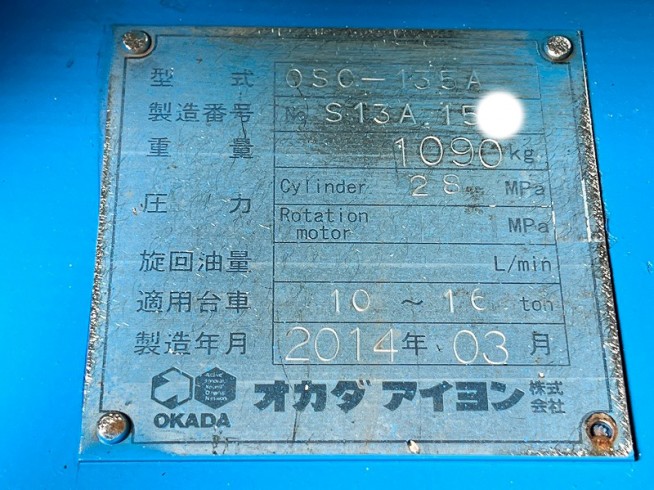 型 式 OSC-135A
製造番号 № S13A.15
重 量 1090 kg
圧 力 Cylinder 28 MPa
Rotation motor MPa
旋回油量 L/min
適用台車 10 ~ 16 ton
製造年月 2014年 03月
OKADA オカダ アイヨン 株式会社